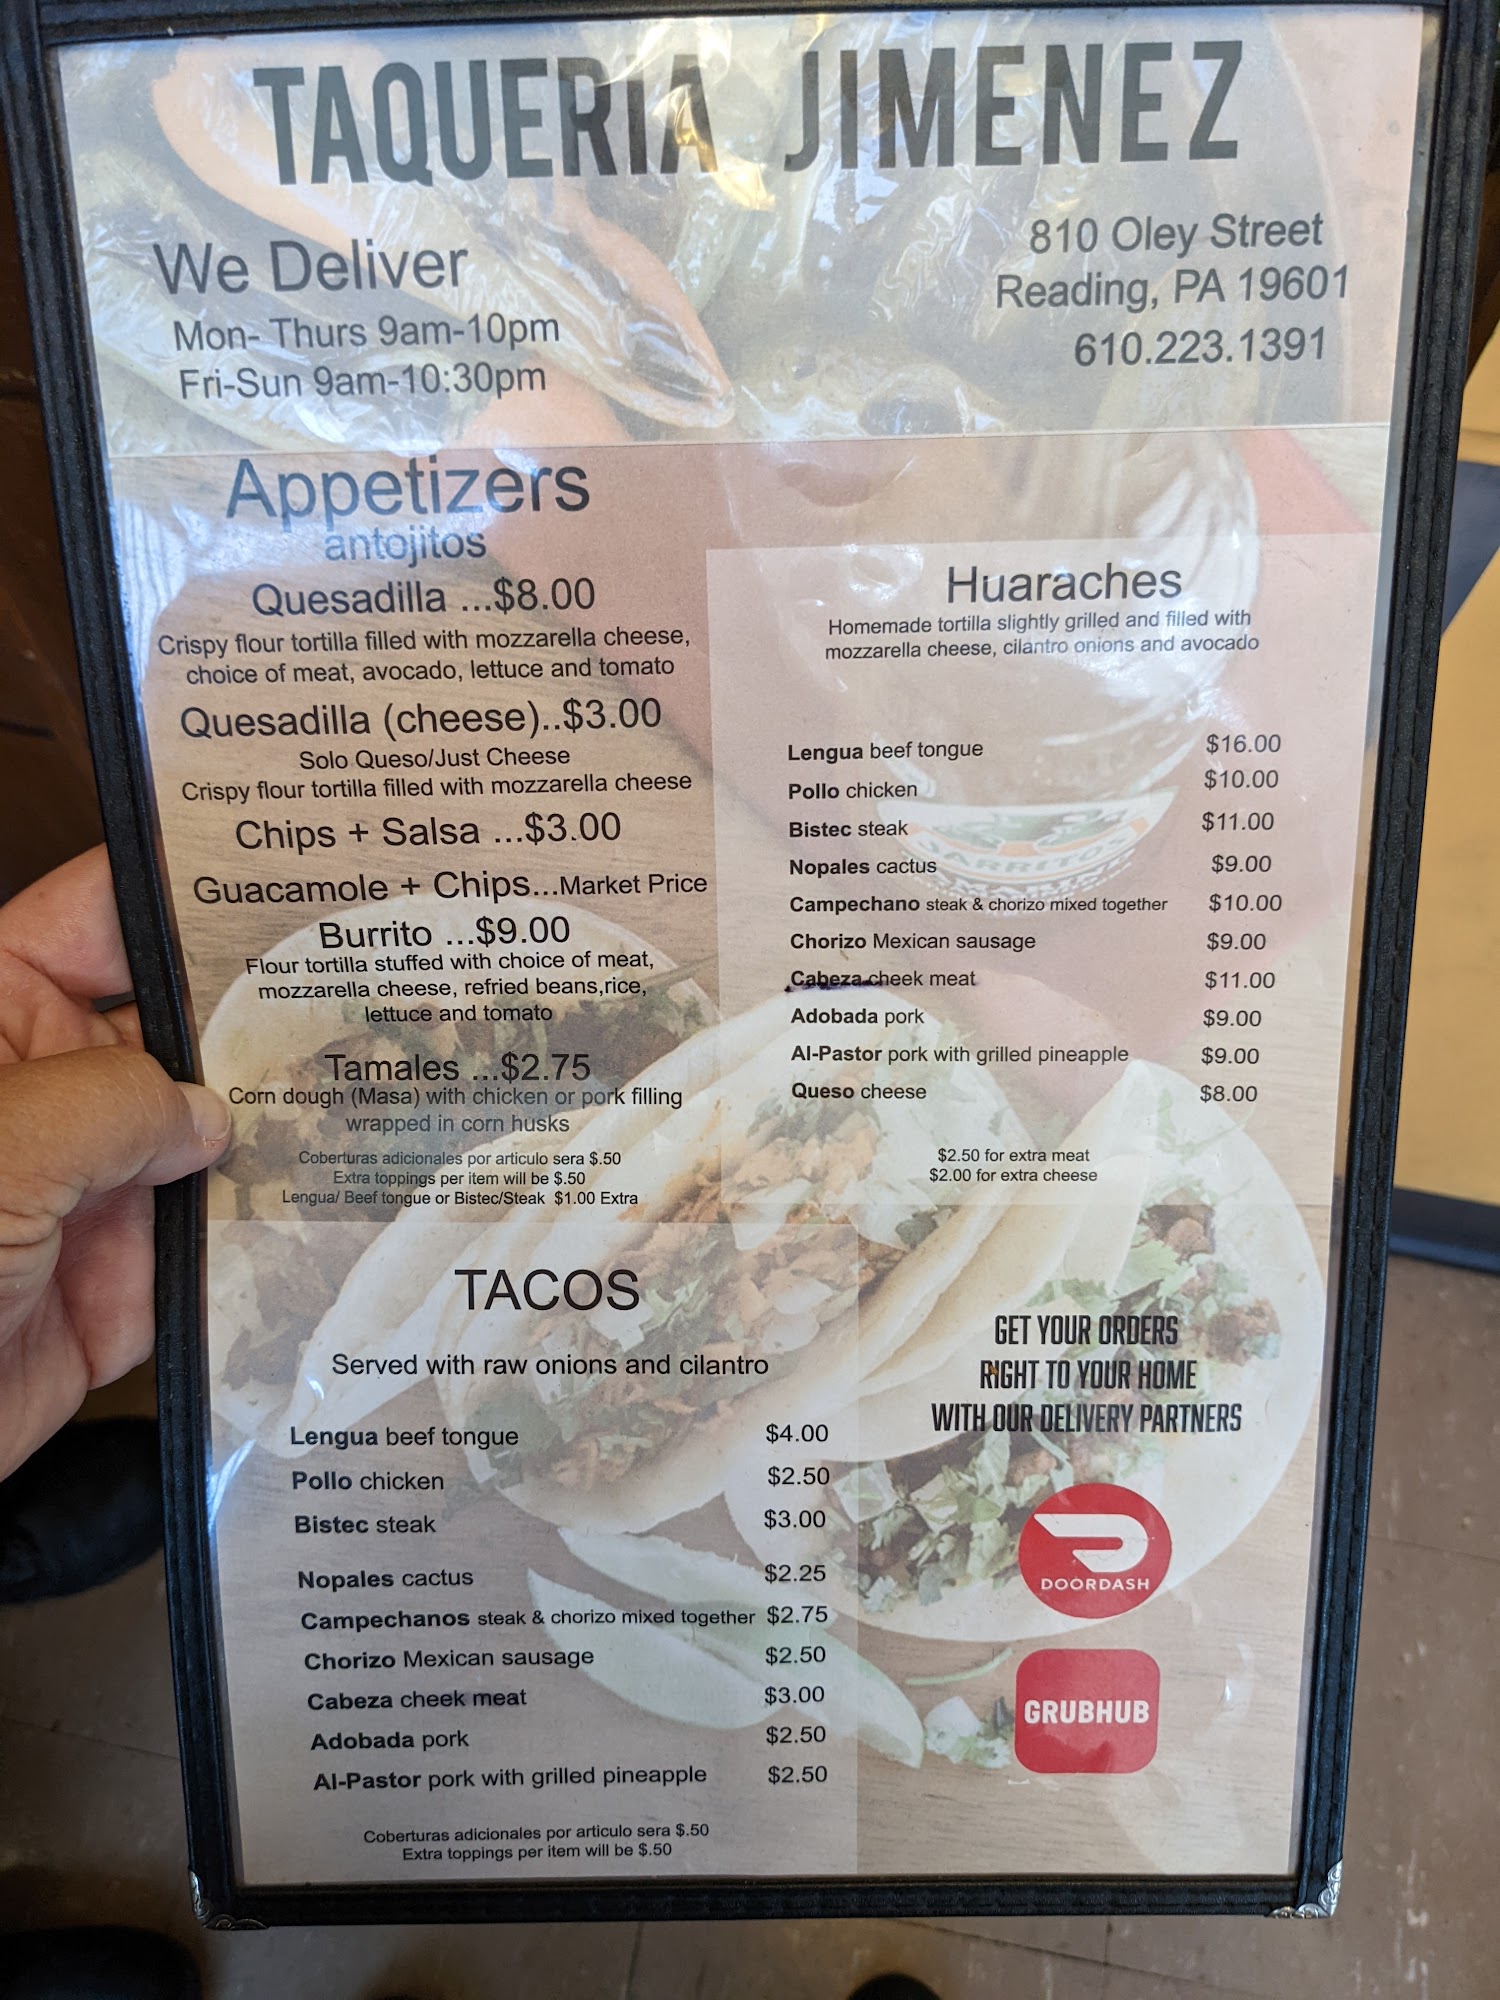 TAQUERIA JIMENEZ
We Deliver
Mon- Thurs 9am-10pm
Fri-Sun 9am-10:30pm
810 Oley Street
Reading, PA 19601
610.223.1391
Appetizers
antojitos
Quesadilla ...$8.00
Crispy flour tortilla filled with mozzarella cheese,
choice of meat, avocado, lettuce and tomato
Quesadilla (cheese)..$3.00
Solo Queso/Just Cheese
Crispy flour tortilla filled with mozzarella cheese
Chips + Salsa ...$3.00
Guacamole + Chips...Market Price
Burrito ...$9.00
Flour tortilla stuffed with choice of meat,
mozzarella cheese, refried beans,rice,
lettuce and tomato
Tamales ...$2.75
Corn dough (Masa) with chicken or pork filling
wrapped in corn husks
Coberturas adicionales por articulo sera $.50
Extra toppings per item will be $.50
Lengua/ Beef tongue or Bistec/Steak $1.00 Extra
Huaraches
Homemade tortilla slightly grilled and filled with
mozzarella cheese, cilantro onions and avocado
Lengua beef tongue $16.00
Pollo chicken $10.00
Bistec steak $11.00
Nopales cactus $9.00
Campechano steak & chorizo mixed together $10.00
Chorizo Mexican sausage $9.00
Cabeza cheek meat $11.00
Adobada pork $9.00
Al-Pastor pork with grilled pineapple $9.00
Queso cheese $8.00
$2.50 for extra meat
$2.00 for extra cheese
TACOS
Served with raw onions and cilantro
Lengua beef tongue $4.00
Pollo chicken $2.50
Bistec steak $3.00
Nopales cactus $2.25
Campechanos steak & chorizo mixed together $2.75
Chorizo Mexican sausage $2.50
Cabeza cheek meat $3.00
Adobada pork $2.50
Al-Pastor pork with grilled pineapple $2.50
Coberturas adicionales por articulo sera $.50
Extra toppings per item will be $.50
GET YOUR ORDERS
RIGHT TO YOUR HOME
WITH OUR DELIVERY PARTNERS
DOORDASH
GRUBHUB